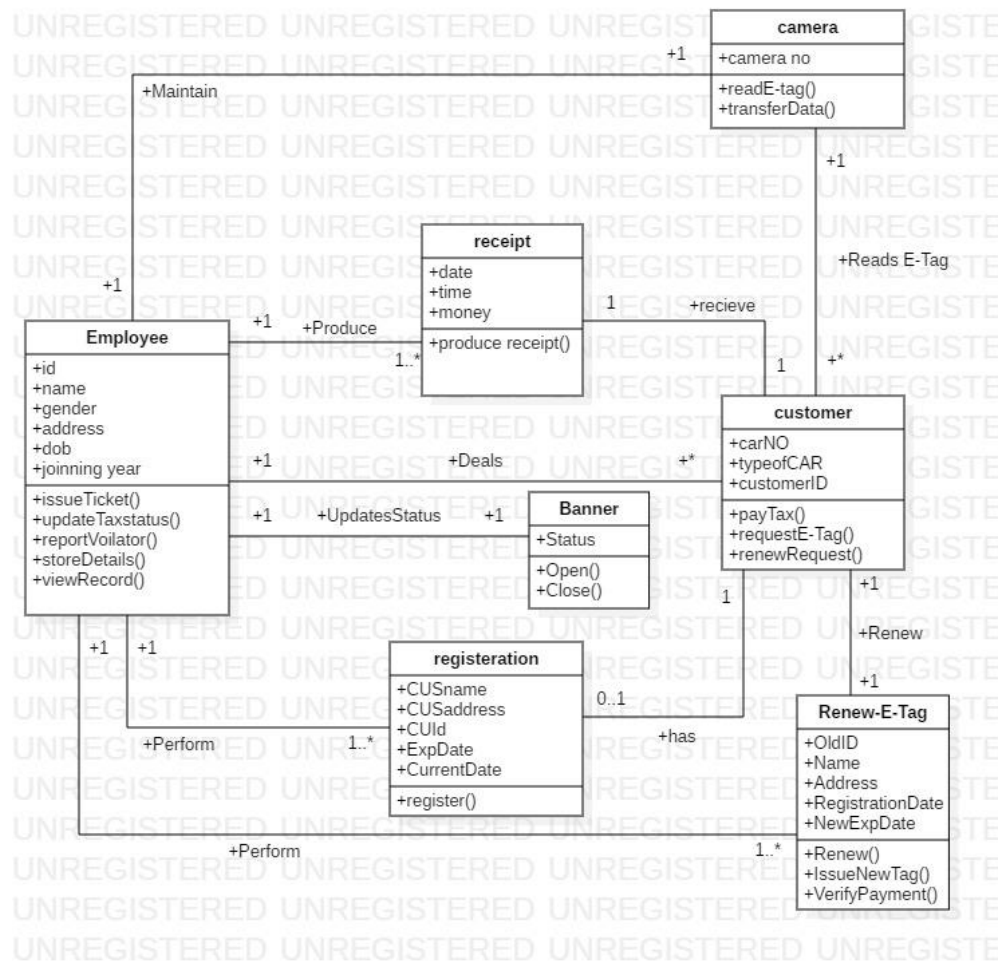 UNREGISTERED UNREGISTERED UNREGISTERED UNREGISTERED
camera
+camera no
+readE-tag()
+transferData()
+1
+Maintain
+1
+1
+Reads E-Tag
+*
receipt
+date
+time
+money
+produce receipt()
+1
+Produce
1..*
1
+recieve
1
Employee
+id
+name
+gender
+address
+dob
+joinning year
+issueTicket()
+updateTaxstatus()
+reportVoilator()
+storeDetails()
+viewRecord()
customer
+carNO
+typeofCAR
+customerID
+payTax()
+requestE-Tag()
+renewRequest()
+1
+Deals
+*
+1
+UpdatesStatus
+1
Banner
+Status
+Open()
+Close()
1
+1
+Renew
+1
+1
+1
registeration
+CUSname
+CUSaddress
+CUId
+ExpDate
+CurrentDate
+register()
0..1
+has
+Perform
1..*
Renew-E-Tag
+OldID
+Name
+Address
+RegistrationDate
+NewExpDate
+Renew()
+IssueNewTag()
+VerifyPayment()
+Perform
1..*